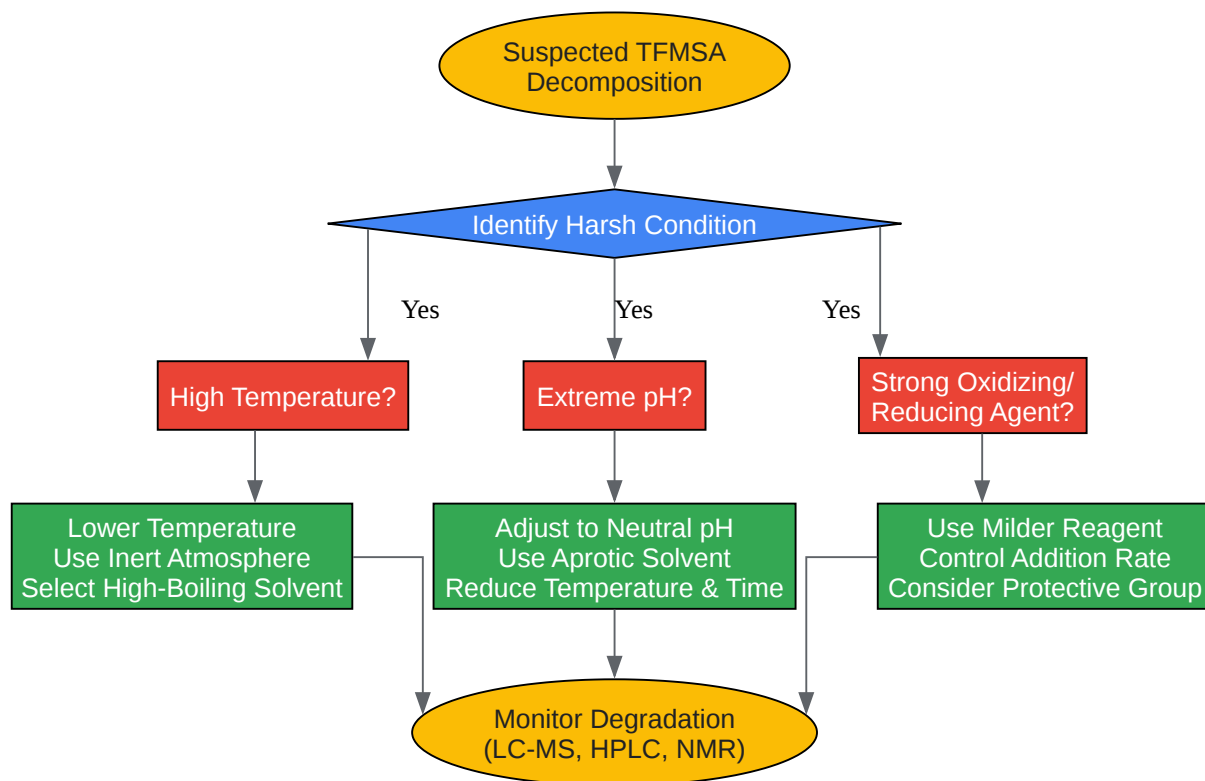 Suspected TFMSA
Decomposition
Identify Harsh Condition
Yes
Yes
Yes
High Temperature?
Extreme pH?
Strong Oxidizing/
Reducing Agent?
Lower Temperature
Use Inert Atmosphere
Select High-Boiling Solvent
Adjust to Neutral pH
Use Aprotic Solvent
Reduce Temperature & Time
Use Milder Reagent
Control Addition Rate
Consider Protective Group
Monitor Degradation
(LC-MS, HPLC, NMR)